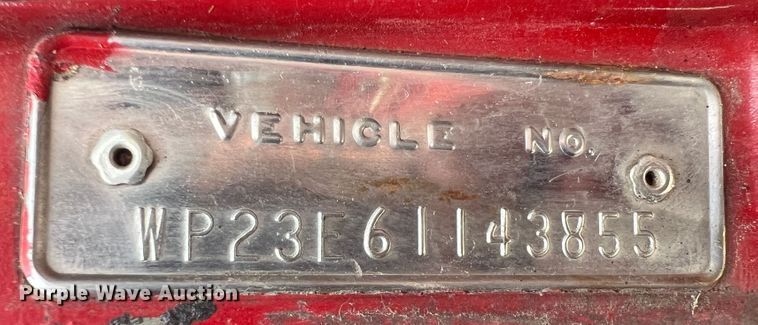 VEHICLE NO.
WP23E61143855
Purple Wave Auction